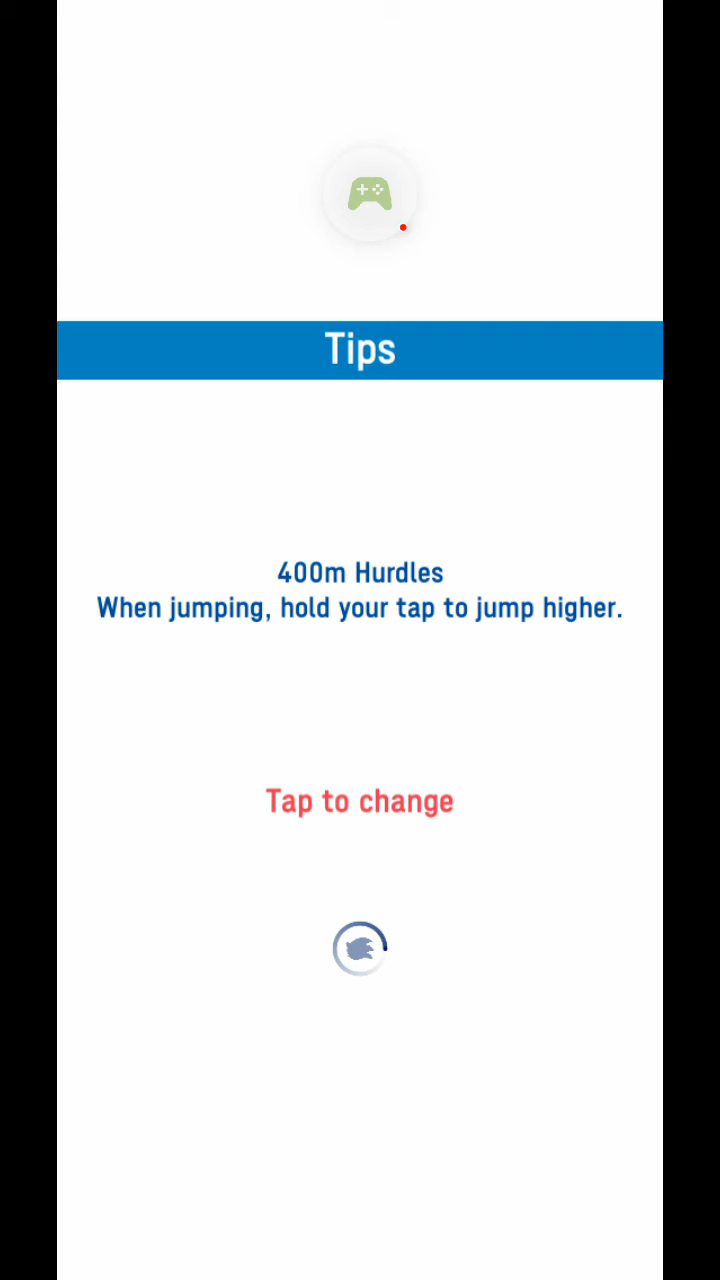 Tips
400m Hurdles
When jumping, hold your tap to jump higher.
Tap to change